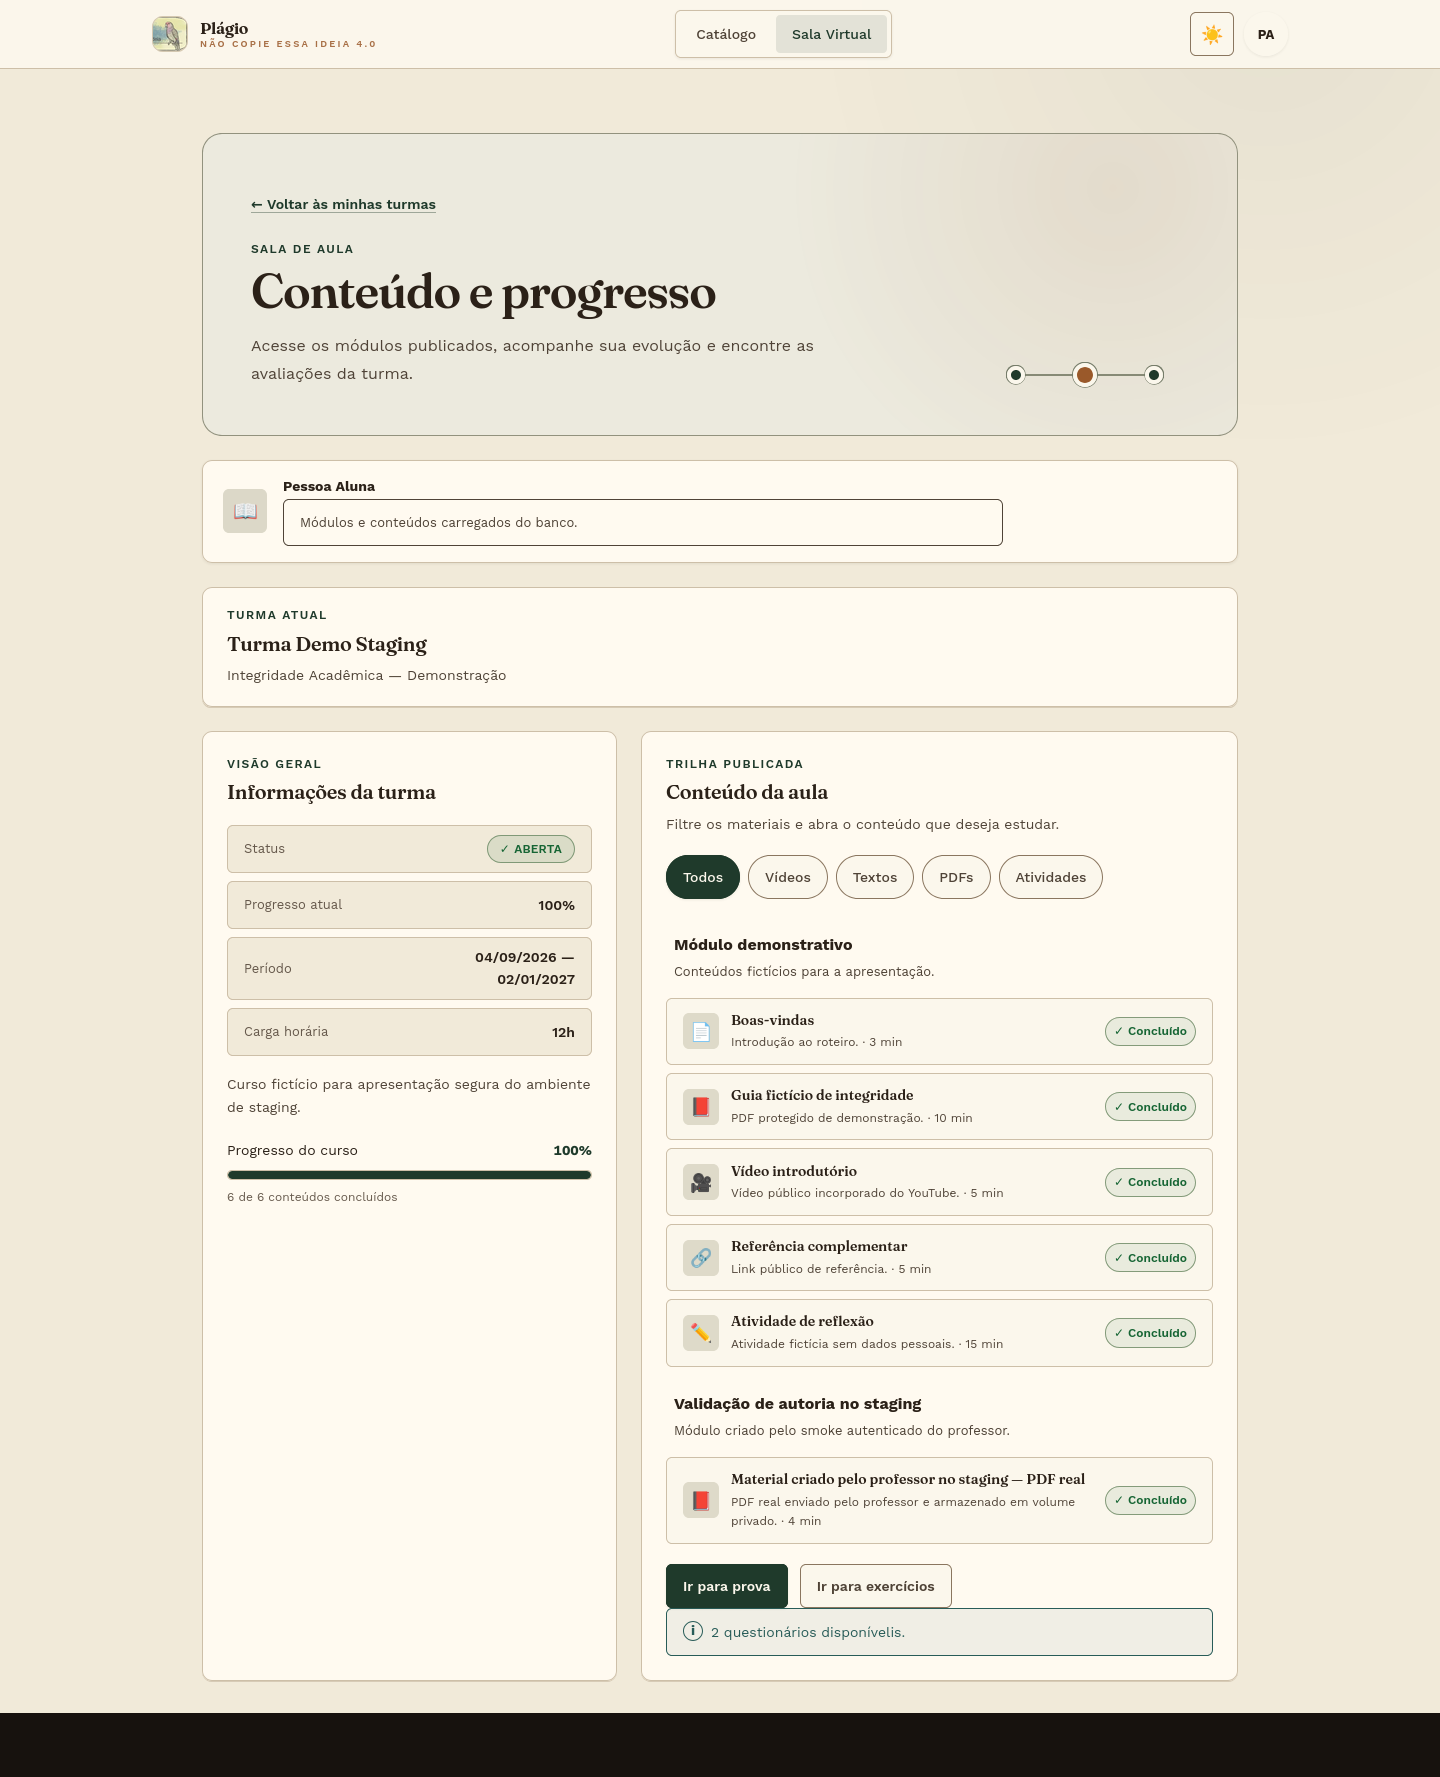 Plágio
NÃO COPIE ESSA IDEIA 4.0
Catálogo
Sala Virtual
PA
← Voltar às minhas turmas
SALA DE AULA
Conteúdo e progresso
Acesse os módulos publicados, acompanhe sua evolução e encontre as
avaliações da turma.
Pessoa Aluna
Módulos e conteúdos carregados do banco.
TURMA ATUAL
Turma Demo Staging
Integridade Acadêmica — Demonstração
VISÃO GERAL
Informações da turma
Status
✓ ABERTA
Progresso atual
100%
Período
04/09/2026 —
02/01/2027
Carga horária
12h
Curso fictício para apresentação segura do ambiente
de staging.
Progresso do curso
100%
6 de 6 conteúdos concluídos
TRILHA PUBLICADA
Conteúdo da aula
Filtre os materiais e abra o conteúdo que deseja estudar.
Todos
Vídeos
Textos
PDFs
Atividades
Módulo demonstrativo
Conteúdos fictícios para a apresentação.
Boas-vindas
Introdução ao roteiro. · 3 min
✓ Concluído
Guia fictício de integridade
PDF protegido de demonstração. · 10 min
✓ Concluído
Vídeo introdutório
Vídeo público incorporado do YouTube. · 5 min
✓ Concluído
Referência complementar
Link público de referência. · 5 min
✓ Concluído
Atividade de reflexão
Atividade fictícia sem dados pessoais. · 15 min
✓ Concluído
Validação de autoria no staging
Módulo criado pelo smoke autenticado do professor.
Material criado pelo professor no staging — PDF real
PDF real enviado pelo professor e armazenado em volume
privado. · 4 min
✓ Concluído
Ir para prova
Ir para exercícios
2 questionários disponívelis.